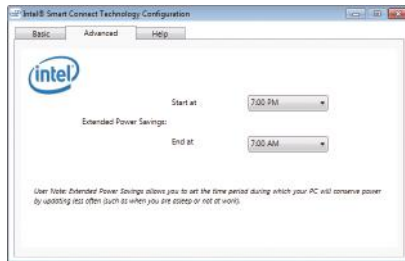 Intel® Smart Connect Technology Configuration
Basic Advanced Help
intel
Start at 7:00 PM
Extended Power Savings:
End at 7:00 AM
User Note: Extended Power Savings allows you to set the time period during which your PC will conserve power
by updating less often (such as when you are asleep or not at work).